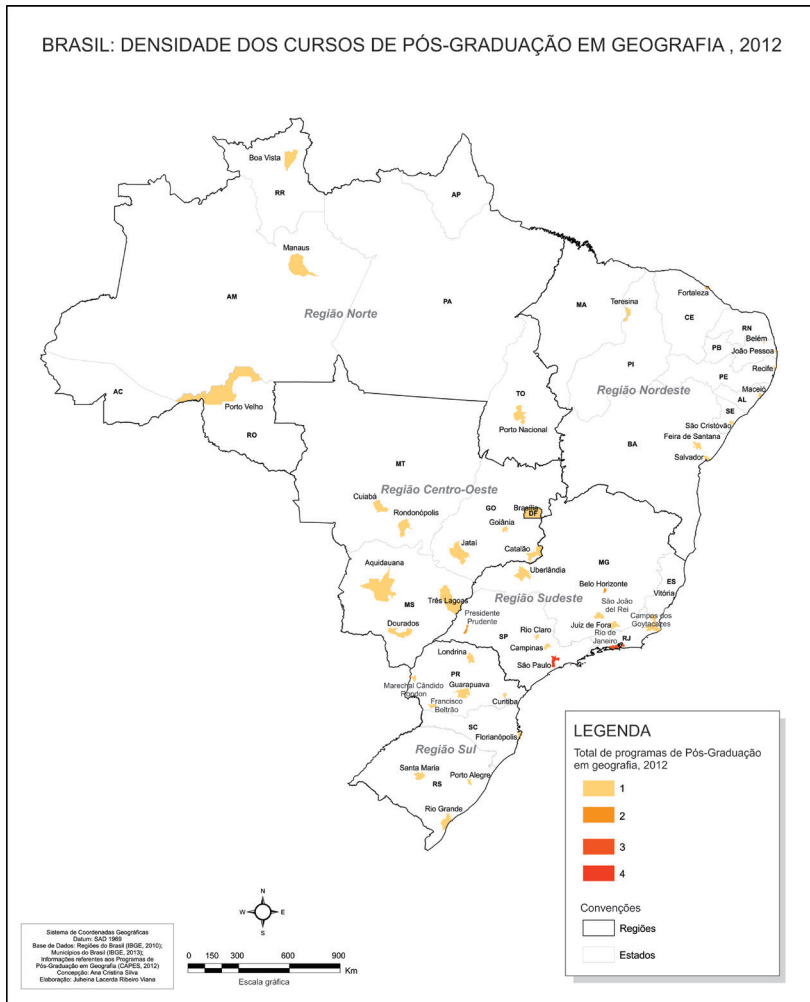 BRASIL: DENSIDADE DOS CURSOS DE PÓS-GRADUAÇÃO EM GEOGRAFIA , 2012
Boa Vista
RR
AP
Manaus
AM
Região Norte
PA
MA
Teresina
Fortaleza
CE
RN
Belém
PB
João Pessoa
PI
PE
Recife
Região Nordeste
Maceió
AL
SE
AC
Porto Velho
RO
TO
Porto Nacional
São Cristóvão
Feira de Santana
BA
Salvador
MT
Região Centro-Oeste
Cuiabá
Rondonópolis
GO
Brasília
DF
Goiânia
Jataí
Catalão
Aquidauana
Uberlândia
MG
Belo Horizonte
ES
Vitória
MS
Três Lagoas
Região Sudeste
São João
del Rei
Campos dos
Goytacazes
Presidente
Prudente
Dourados
SP
Rio Claro
Juiz de Fora
Rio de
Janeiro
RJ
Campinas
São Paulo
Londrina
PR
Marechal Cândido
Rondon
Guarapuava
Francisco
Beltrão
Curitiba
SC
Florianópolis
Região Sul
Santa Maria
Porto Alegre
RS
Rio Grande
LEGENDA
Total de programas de Pós-Graduação
em geografia, 2012
1
2
3
4
Convenções
Regiões
Estados
N
W
E
S
Sistema de Coordenadas Geográficas
Datum: SAD 1969
Base de Dados: Regiões do Brasil (IBGE, 2010);
Municípios do Brasil (IBGE, 2013);
Informações referentes aos Programas de
Pós-Graduação em Geografia (CAPES, 2012)
Concepção: Ana Cristina Silva
Elaboração: Juheina Lacerda Ribeiro Viana
0 150 300 600 900
Km
Escala gráfica